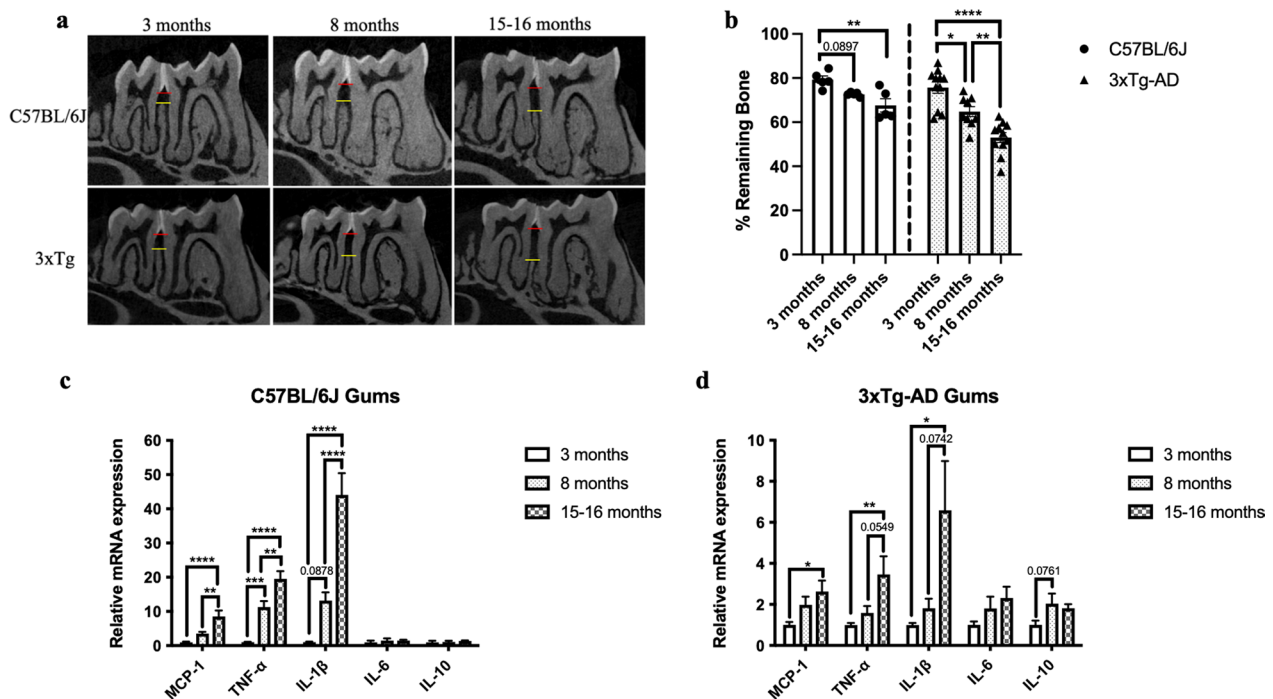 a
3 months
8 months
15-16 months
C57BL/6J
3xTg
b
% Remaining Bone
100
80
60
40
20
0
**
0.0897
****
*
**
3 months
8 months
15-16 months
3 months
8 months
15-16 months
C57BL/6J
3xTg-AD
c
C57BL/6J Gums
Relative mRNA expression
60
50
40
30
20
10
0
****
**
****
**
***
****
****
0.0878
MCP-1
TNF-α
IL-1β
IL-6
IL-10
3 months
8 months
15-16 months
d
3xTg-AD Gums
Relative mRNA expression
10
8
6
4
2
0
*
**
0.0549
*
0.0742
0.0761
MCP-1
TNF-α
IL-1β
IL-6
IL-10
3 months
8 months
15-16 months